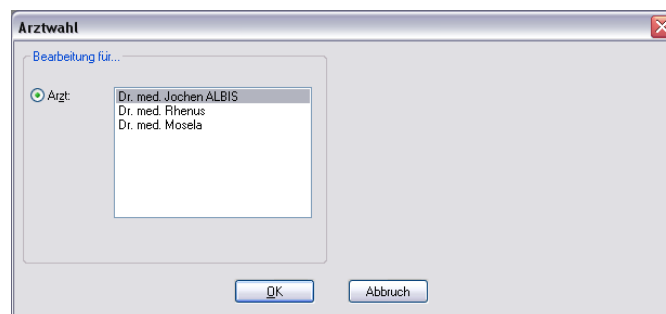 Arztwahl
Bearbeitung für...
Arzt:
Dr. med. Jochen ALBIS
Dr. med. Rhenus
Dr. med. Mosela
OK
Abbruch